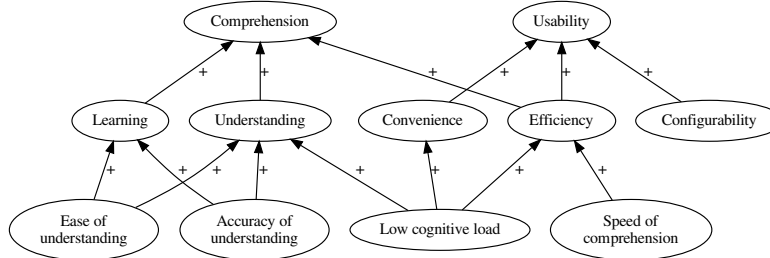 Comprehension
Usability
+
+
+
+
+
+
Learning
Understanding
Convenience
Efficiency
Configurability
+
+
+
+
+
+
+
+
Ease of
understanding
Accuracy of
understanding
Low cognitive load
Speed of
comprehension